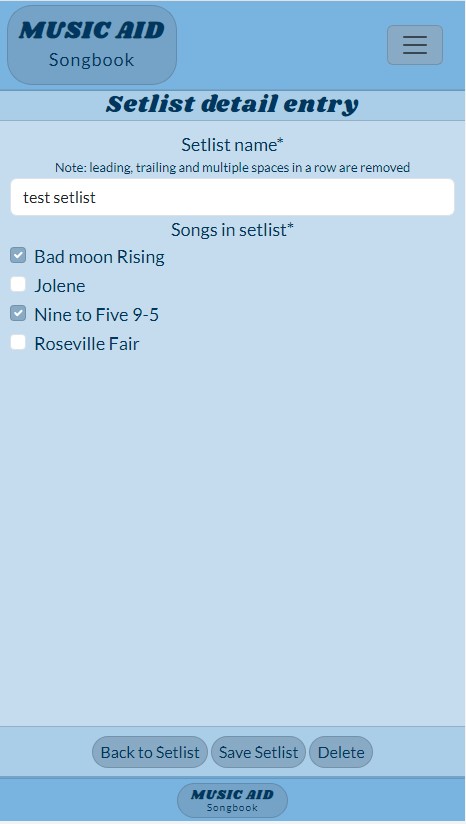 MUSIC AID
Songbook
Setlist detail entry
Setlist name*
Note: leading, trailing and multiple spaces in a row are removed
test setlist
Songs in setlist*
Bad moon Rising
Jolene
Nine to Five 9-5
Roseville Fair
Back to Setlist Save Setlist Delete
MUSIC AID
Songbook